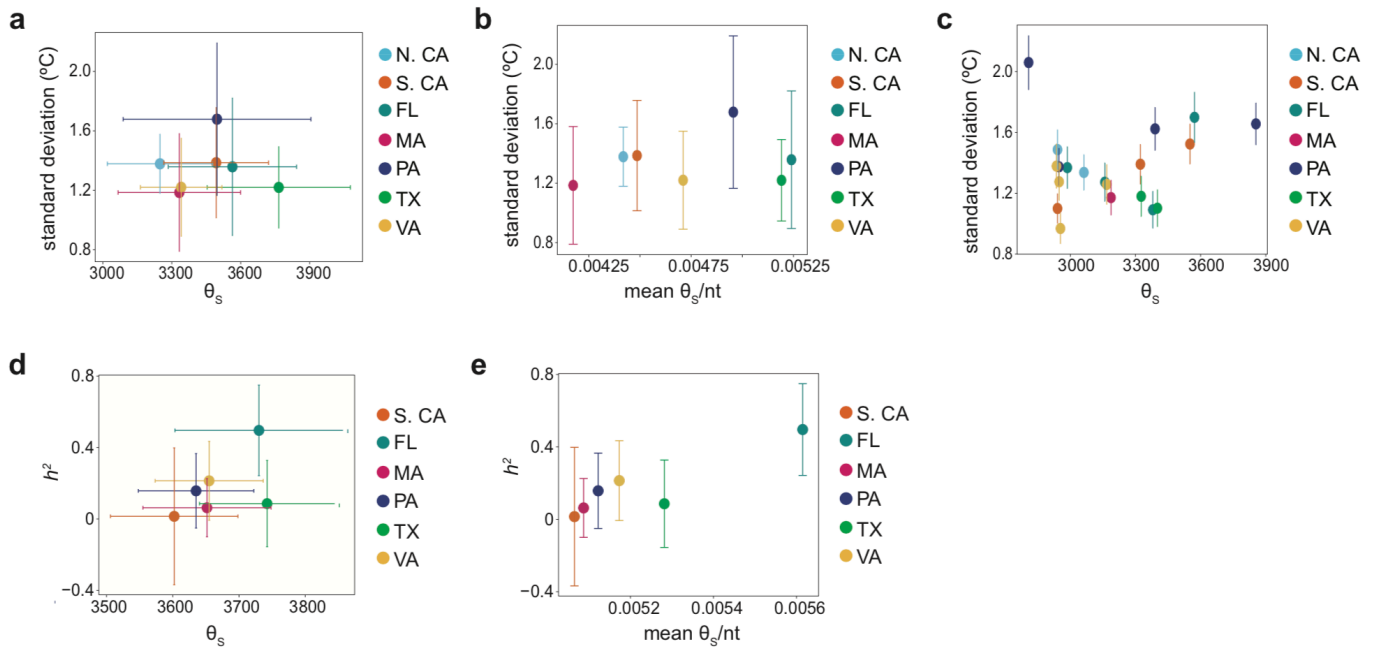 a
standard deviation (ºC)
2.0
1.6
1.2
0.8
3000 3300 3600 3900
θs
N. CA
S. CA
FL
MA
PA
TX
VA
b
standard deviation (ºC)
2.0
1.6
1.2
0.8
0.00425 0.00475 0.00525
mean θs/nt
N. CA
S. CA
FL
MA
PA
TX
VA
c
standard deviation (ºC)
2.0
1.6
1.2
0.8
3000 3300 3600 3900
θs
N. CA
S. CA
FL
MA
PA
TX
VA
d
h²
0.8
0.4
0
−0.4
3500 3600 3700 3800
θs
S. CA
FL
MA
PA
TX
VA
e
h²
0.8
0.4
0
−0.4
0.0052 0.0054 0.0056
mean θs/nt
S. CA
FL
MA
PA
TX
VA